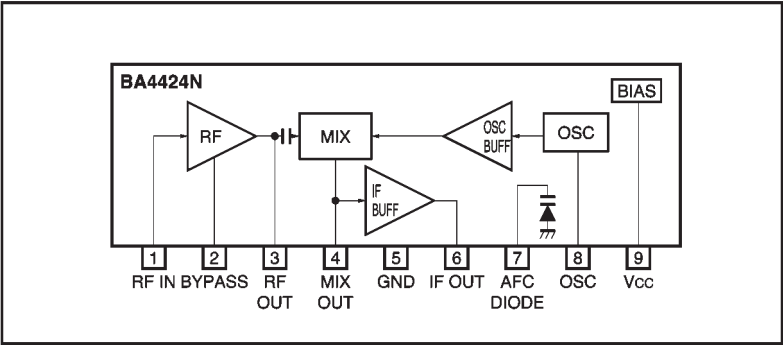 BA4424N
BIAS
RF
MIX
OSC
BUFF
OSC
IF
BUFF
1 2 3 4 5 6 7 8 9
RF IN BYPASS RF MIX GND IF OUT AFC OSC Vcc
OUT OUT DIODE